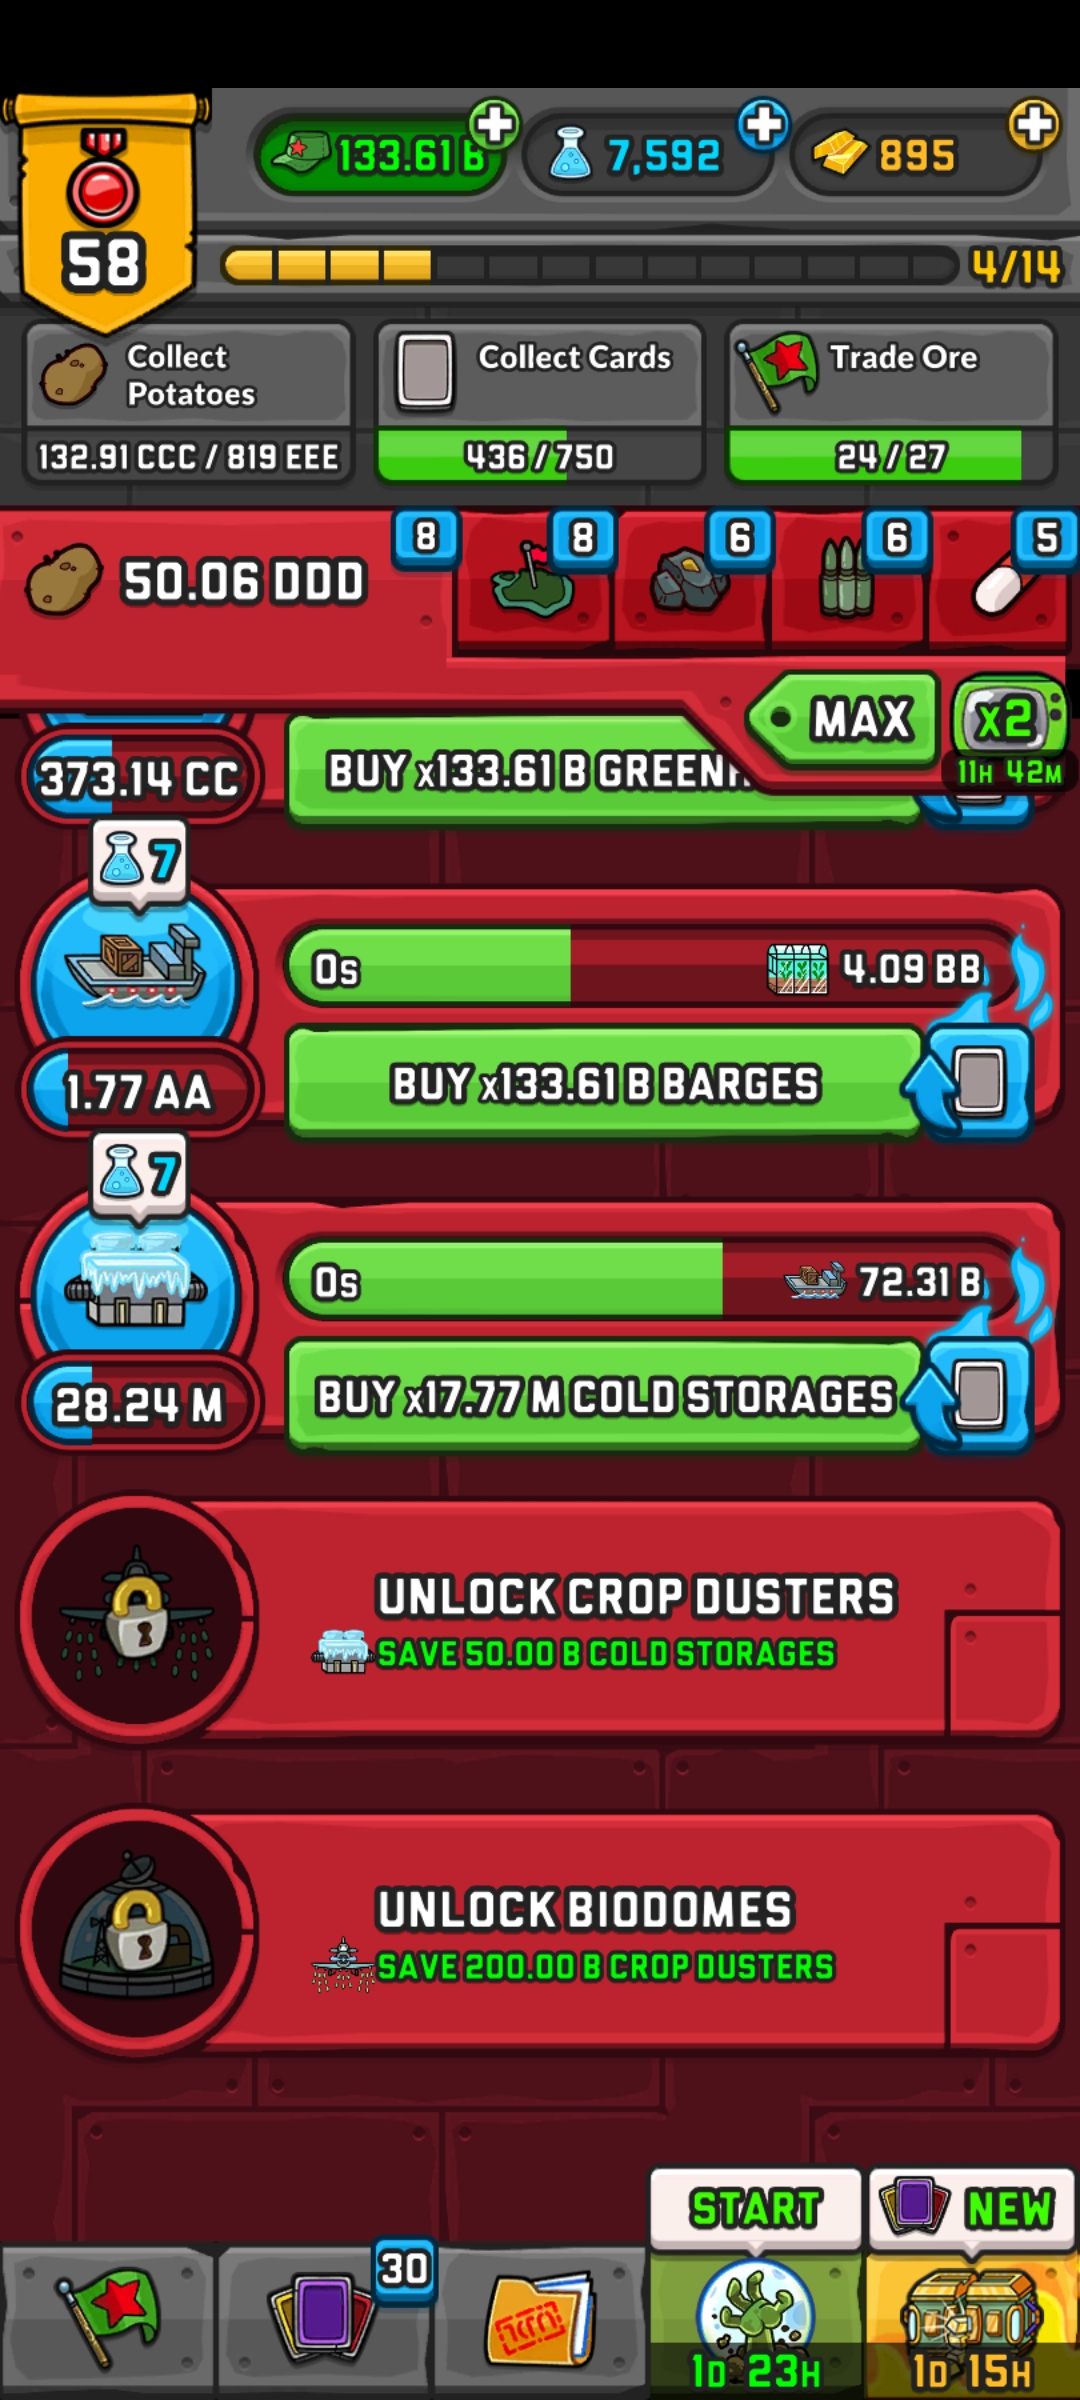 133.61 B
7,592
895
58
4/14
Collect
Potatoes
132.91 CCC / 819 EEE
Collect Cards
436 / 750
Trade Ore
24 / 27
50.06 DDD
8
8
6
6
5
MAX
x2
11H 42M
373.14 CC
BUY x133.61 B GREENH
7
0s
4.09 BB
1.77 AA
BUY x133.61 B BARGES
7
0s
72.31 B
28.24 M
BUY x17.77 M COLD STORAGES
UNLOCK CROP DUSTERS
SAVE 50.00 B COLD STORAGES
UNLOCK BIODOMES
SAVE 200.00 B CROP DUSTERS
START
NEW
30
1D 23H
1D 15H